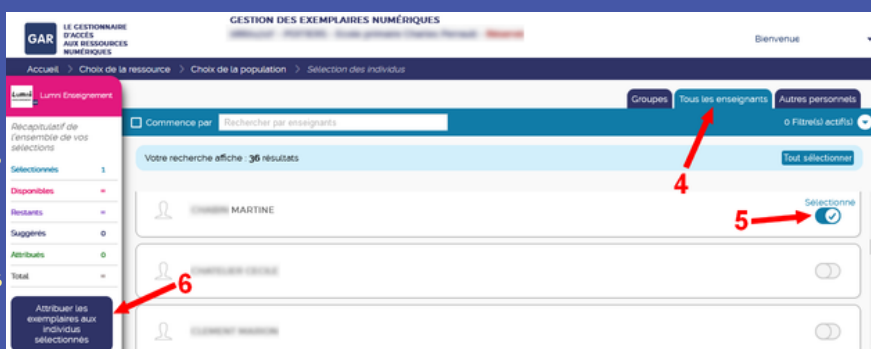 GAR
LE GESTIONNAIRE
D'ACCÈS
AUX RESSOURCES
NUMÉRIQUES
GESTION DES EXEMPLAIRES NUMÉRIQUES
Bienvenue
Accueil > Choix de la ressource > Choix de la population > Sélection des individus
Lumni Lumni Enseignement
Groupes Tous les enseignants Autres personnels
Récapitulatif de
l'ensemble de vos
sélections
Commence par Rechercher par enseignants 0 Filtre(s) actif(s)
Votre recherche affiche : 36 résultats Tout sélectionner
Sélectionnés 1
Disponibles
Restants
Suggérés 0
Attribués 0
Total
4
MARTINE
Sélectionné
5
6
Attribuer les
exemplaires aux
individus
sélectionnés